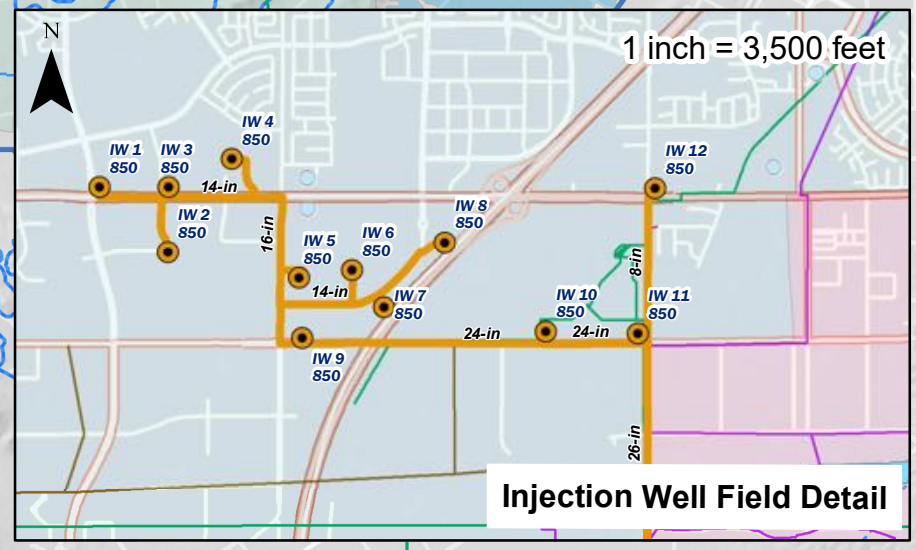 N
1 inch = 3,500 feet
IW 4
850
IW 1
850
IW 3
850
14-in
IW 12
850
IW 2
850
16-in
IW 8
850
IW 5
850
IW 6
850
14-in
IW 7
850
8-in
IW 10
850
IW 11
850
24-in
24-in
IW 9
850
26-in
Injection Well Field Detail